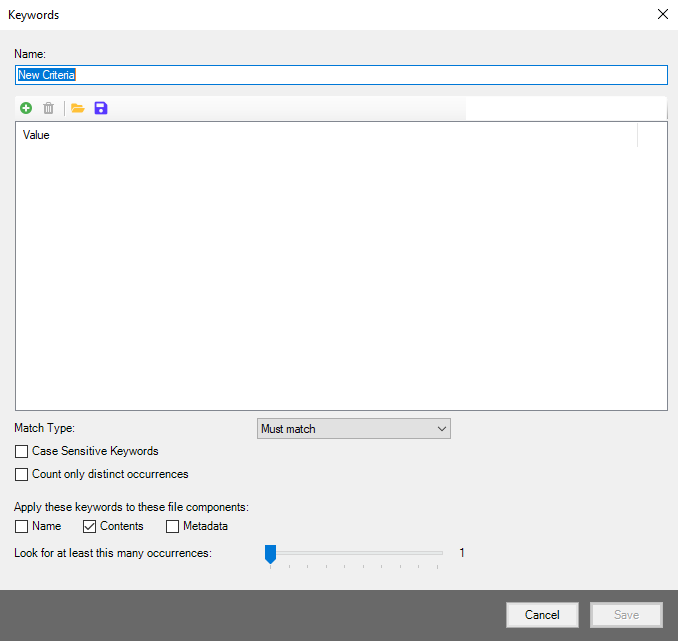 Keywords
Name:
New Criteria
Value
Match Type:
Must match
Case Sensitive Keywords
Count only distinct occurrences
Apply these keywords to these file components:
Name Contents Metadata
Look for at least this many occurrences: 1
Cancel Save